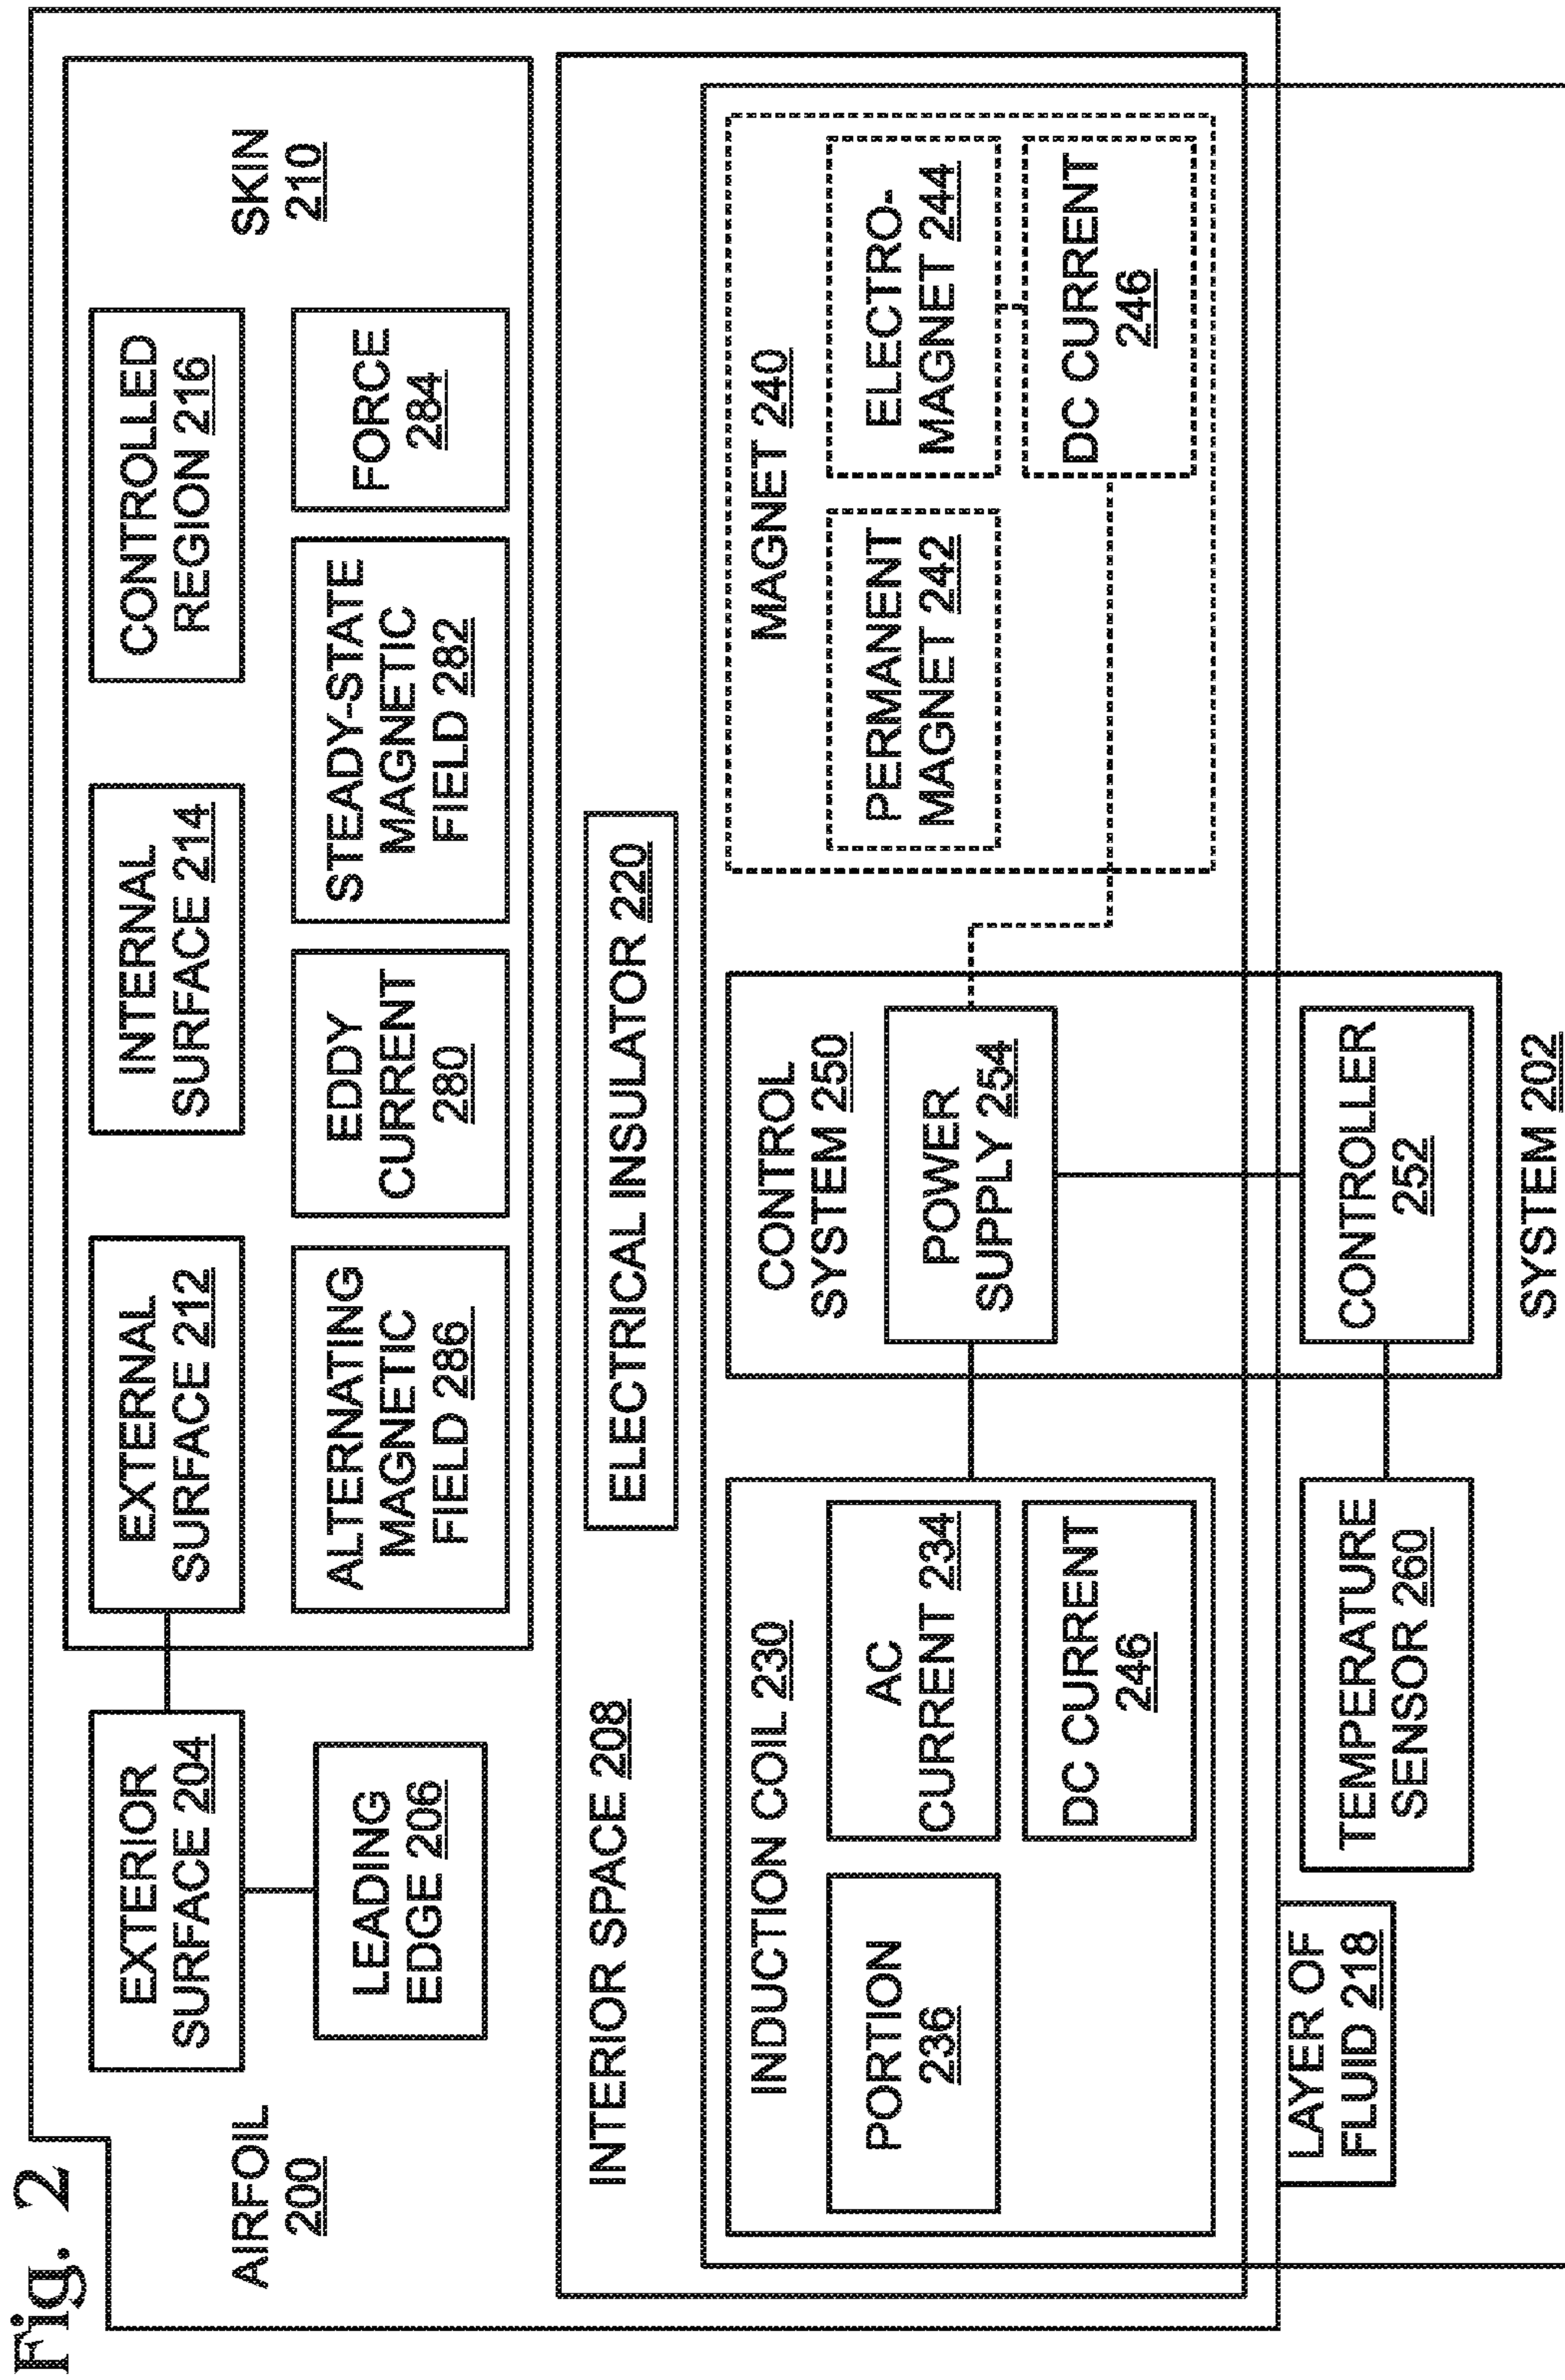 Fig. 2
AIRFOIL
200
EXTERIOR
SURFACE 204
LEADING
EDGE 206
EXTERNAL
SURFACE 212
INTERNAL
SURFACE 214
CONTROLLED
REGION 216
SKIN
210
ALTERNATING
MAGNETIC
FIELD 286
EDDY
CURRENT
280
STEADY-STATE
MAGNETIC
FIELD 282
FORCE
284
INTERIOR SPACE 208
ELECTRICAL INSULATOR 220
INDUCTION COIL 230
PORTION
236
AC
CURRENT 234
DC CURRENT
246
CONTROL
SYSTEM 250
POWER
SUPPLY 254
MAGNET 240
PERMANENT
MAGNET 242
ELECTRO-
MAGNET 244
DC CURRENT
246
LAYER OF
FLUID 218
TEMPERATURE
SENSOR 260
CONTROLLER
252
SYSTEM 202